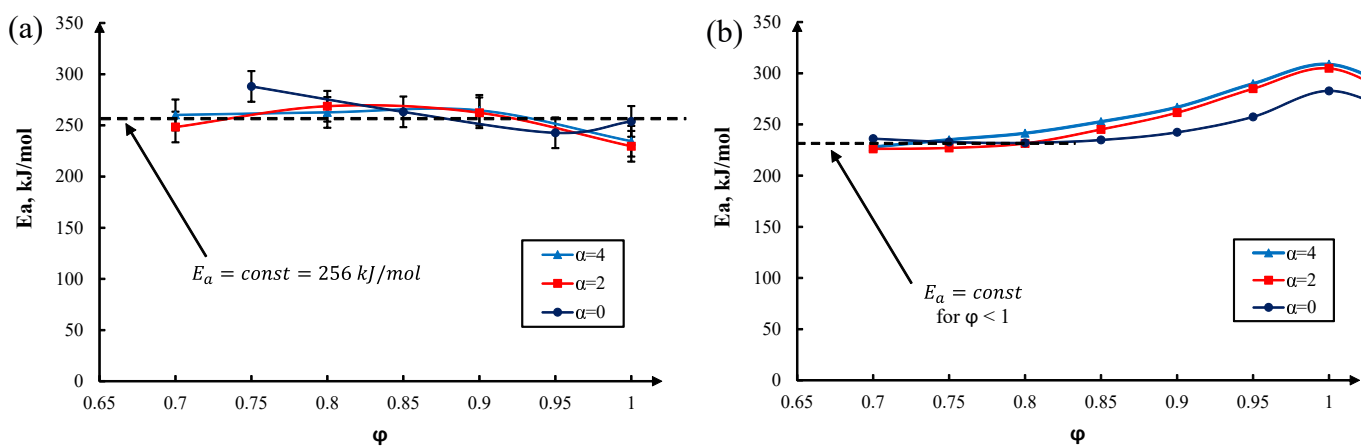 (a)
Ea, kJ/mol
350
300
250
200
150
100
50
0
0.65 0.7 0.75 0.8 0.85 0.9 0.95 1
φ
E_a = const = 256 kJ/mol
α=4
α=2
α=0
(b)
Ea, kJ/mol
350
300
250
200
150
100
50
0
0.65 0.7 0.75 0.8 0.85 0.9 0.95 1
φ
E_a = const
for φ < 1
α=4
α=2
α=0